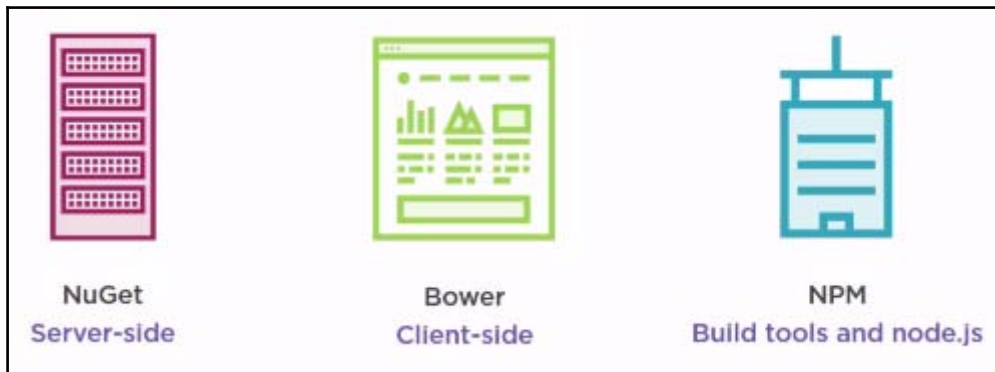 NuGet
Server-side
Bower
Client-side
NPM
Build tools and node.js